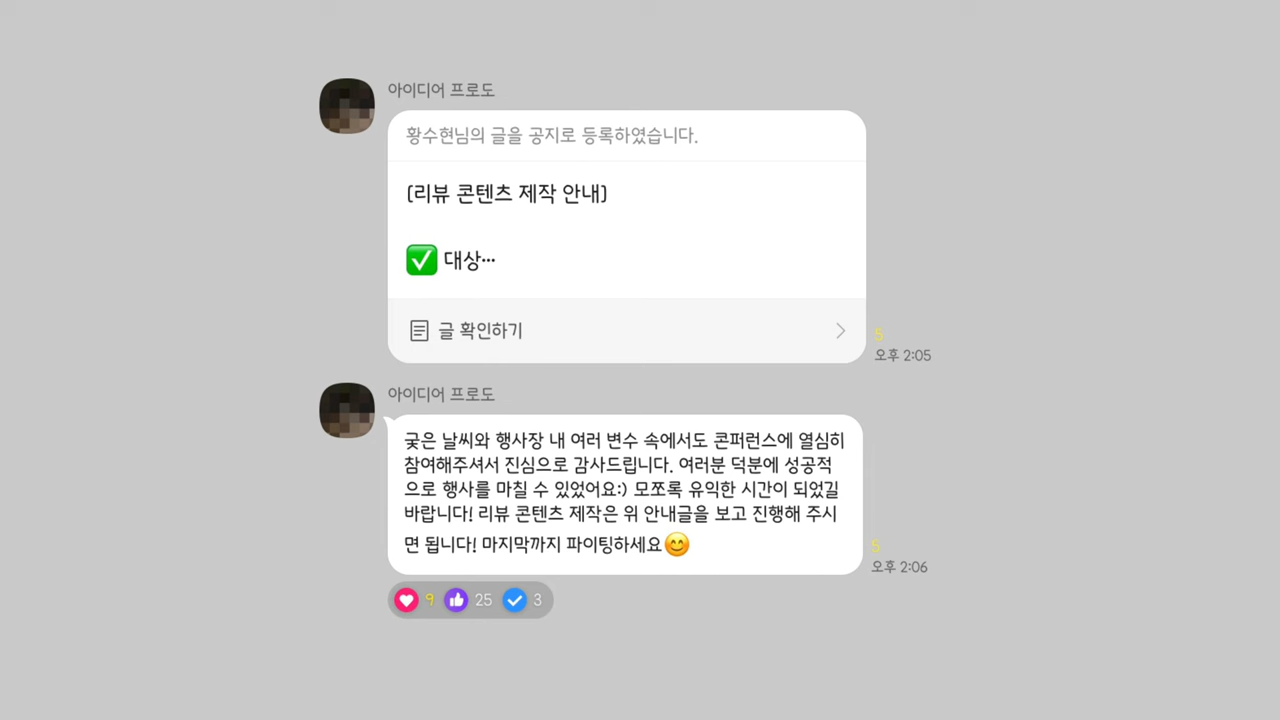 아이디어 프로도
황수현님의 글을 공지로 등록하였습니다.
[리뷰 콘텐츠 제작 안내]
✅ 대상...
글 확인하기
5
오후 2:05
아이디어 프로도
궂은 날씨와 행사장 내 여러 변수 속에서도 콘퍼런스에 열심히
참여해주셔서 진심으로 감사드립니다. 여러분 덕분에 성공적
으로 행사를 마칠 수 있었어요:) 모쪼록 유익한 시간이 되었길
바랍니다! 리뷰 콘텐츠 제작은 위 안내글을 보고 진행해 주시
면 됩니다! 마지막까지 파이팅하세요😊
5
오후 2:06
9 25 3